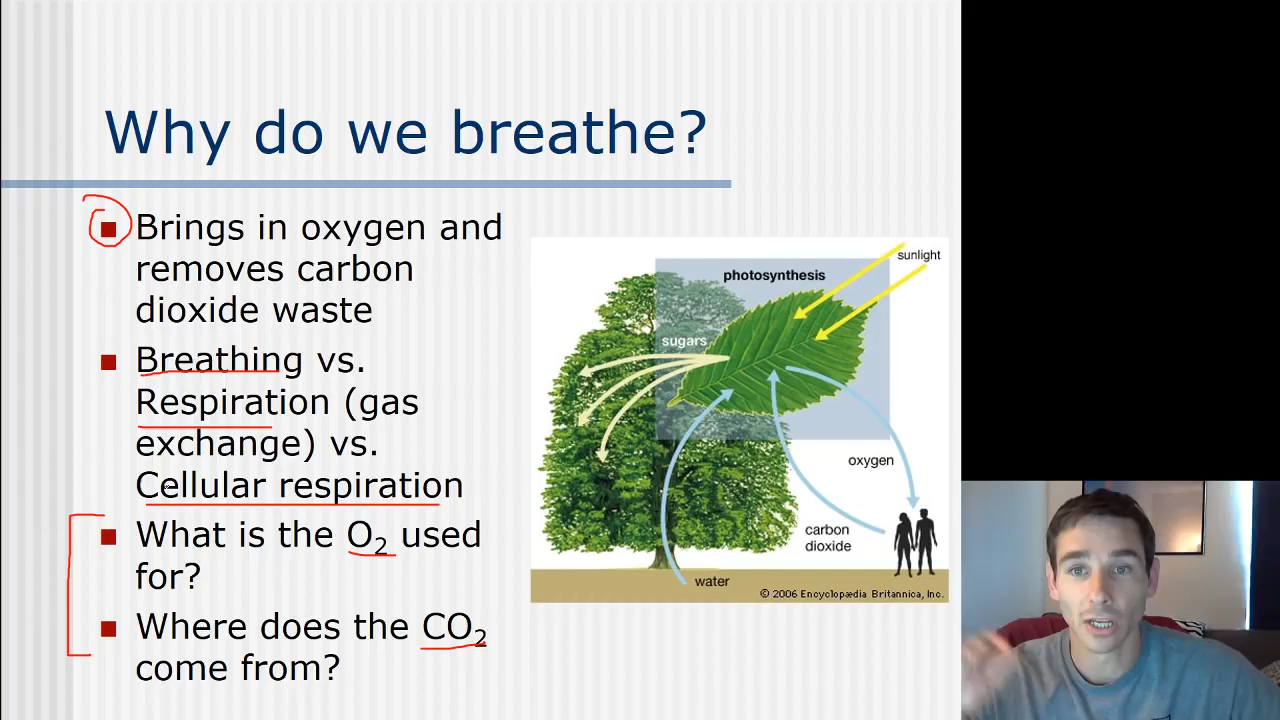 Why do we breathe?
Brings in oxygen and
removes carbon
dioxide waste
Breathing vs.
Respiration (gas
exchange) vs.
Cellular respiration
What is the O₂ used
for?
Where does the CO₂
come from?
sunlight
photosynthesis
sugars
oxygen
carbon
dioxide
water
© 2006 Encyclopædia Britannica, Inc.